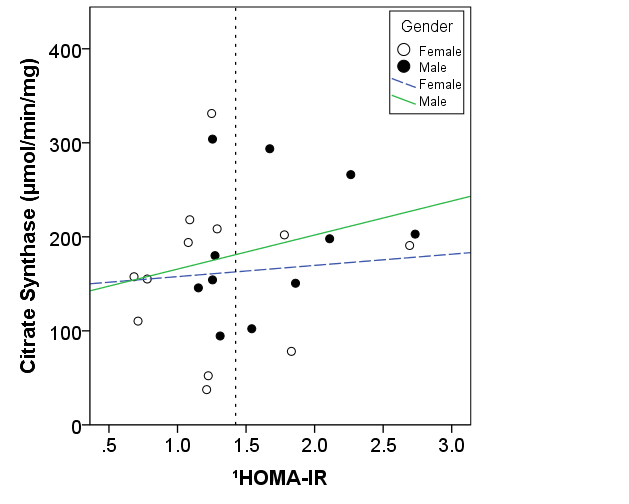 Gender
Female
Male
Female
Male
Citrate Synthase (µmol/min/mg)
400
300
200
100
0
.5 1.0 1.5 2.0 2.5 3.0
¹HOMA-IR